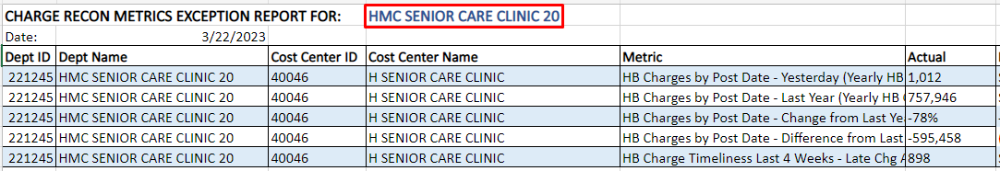 CHARGE RECON METRICS EXCEPTION REPORT FOR: HMC SENIOR CARE CLINIC 20
Date: 3/22/2023
Dept ID Dept Name Cost Center ID Cost Center Name Metric Actual
221245 HMC SENIOR CARE CLINIC 20 40046 H SENIOR CARE CLINIC HB Charges by Post Date - Yesterday (Yearly HB 1,012
221245 HMC SENIOR CARE CLINIC 20 40046 H SENIOR CARE CLINIC HB Charges by Post Date - Last Year (Yearly HB 757,946
221245 HMC SENIOR CARE CLINIC 20 40046 H SENIOR CARE CLINIC HB Charges by Post Date - Change from Last Ye -78%
221245 HMC SENIOR CARE CLINIC 20 40046 H SENIOR CARE CLINIC HB Charges by Post Date - Difference from Last -595,458
221245 HMC SENIOR CARE CLINIC 20 40046 H SENIOR CARE CLINIC HB Charge Timeliness Last 4 Weeks - Late Chg 898